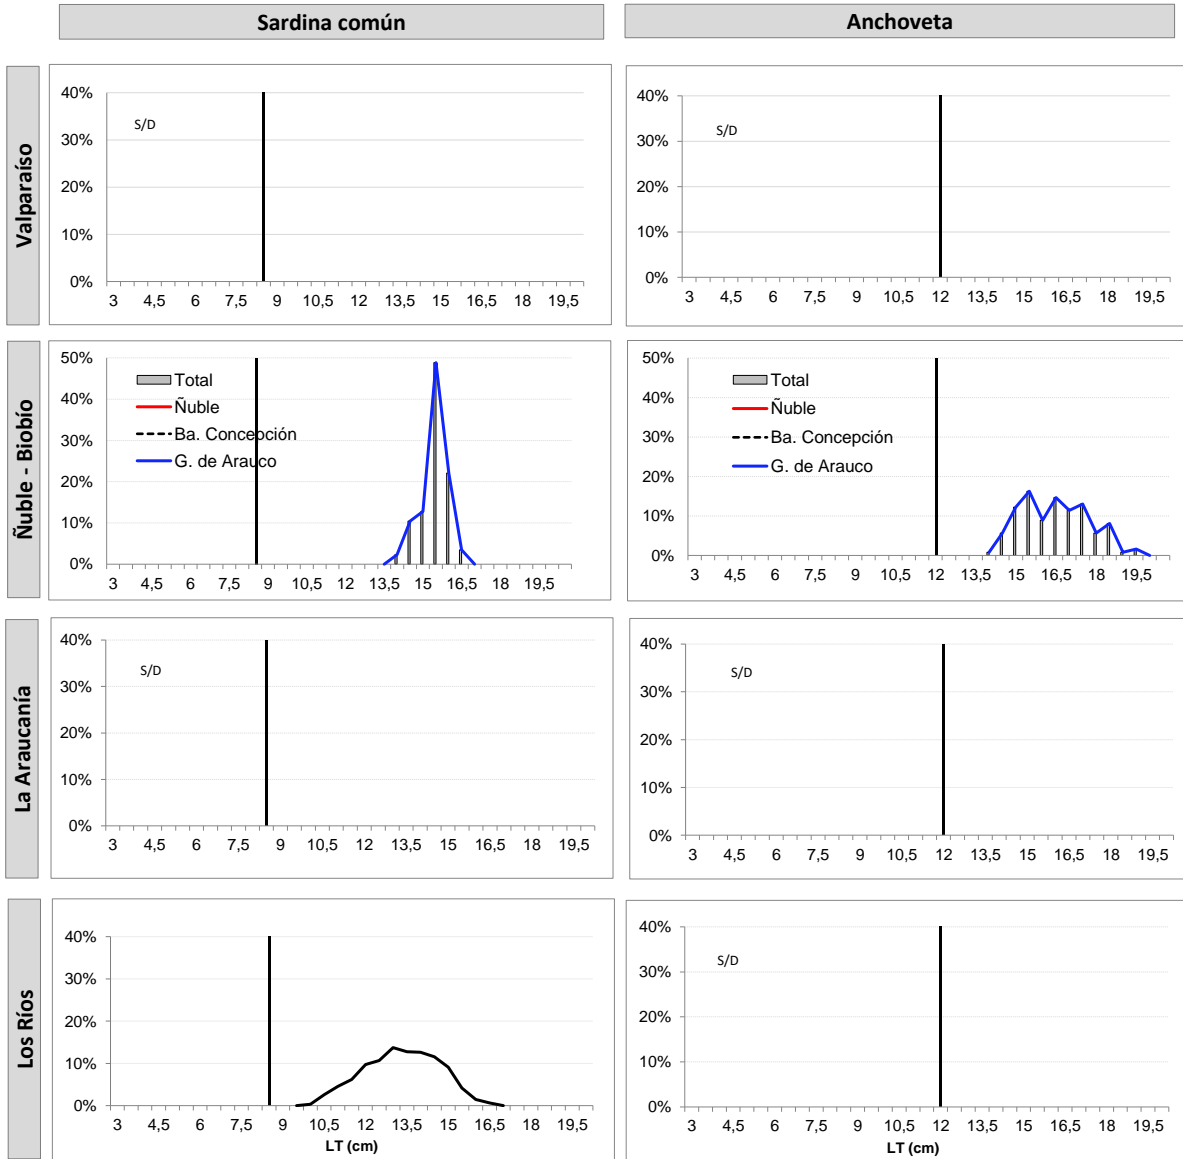 Sardina común
Anchoveta
Valparaíso
40%
30%
20%
10%
0%
S/D
3 4,5 6 7,5 9 10,5 12 13,5 15 16,5 18 19,5
40%
30%
20%
10%
0%
S/D
3 4,5 6 7,5 9 10,5 12 13,5 15 16,5 18 19,5
Ñuble - Biobío
50%
40%
30%
20%
10%
0%
Total
Ñuble
Ba. Concepción
G. de Arauco
3 4,5 6 7,5 9 10,5 12 13,5 15 16,5 18 19,5
50%
40%
30%
20%
10%
0%
Total
Ñuble
Ba. Concepción
G. de Arauco
3 4,5 6 7,5 9 10,5 12 13,5 15 16,5 18 19,5
La Araucanía
40%
30%
20%
10%
0%
S/D
3 4,5 6 7,5 9 10,5 12 13,5 15 16,5 18 19,5
40%
30%
20%
10%
0%
S/D
3 4,5 6 7,5 9 10,5 12 13,5 15 16,5 18 19,5
Los Ríos
40%
30%
20%
10%
0%
3 4,5 6 7,5 9 10,5 12 13,5 15 16,5 18 19,5
LT (cm)
40%
30%
20%
10%
0%
S/D
3 4,5 6 7,5 9 10,5 12 13,5 15 16,5 18 19,5
LT (cm)